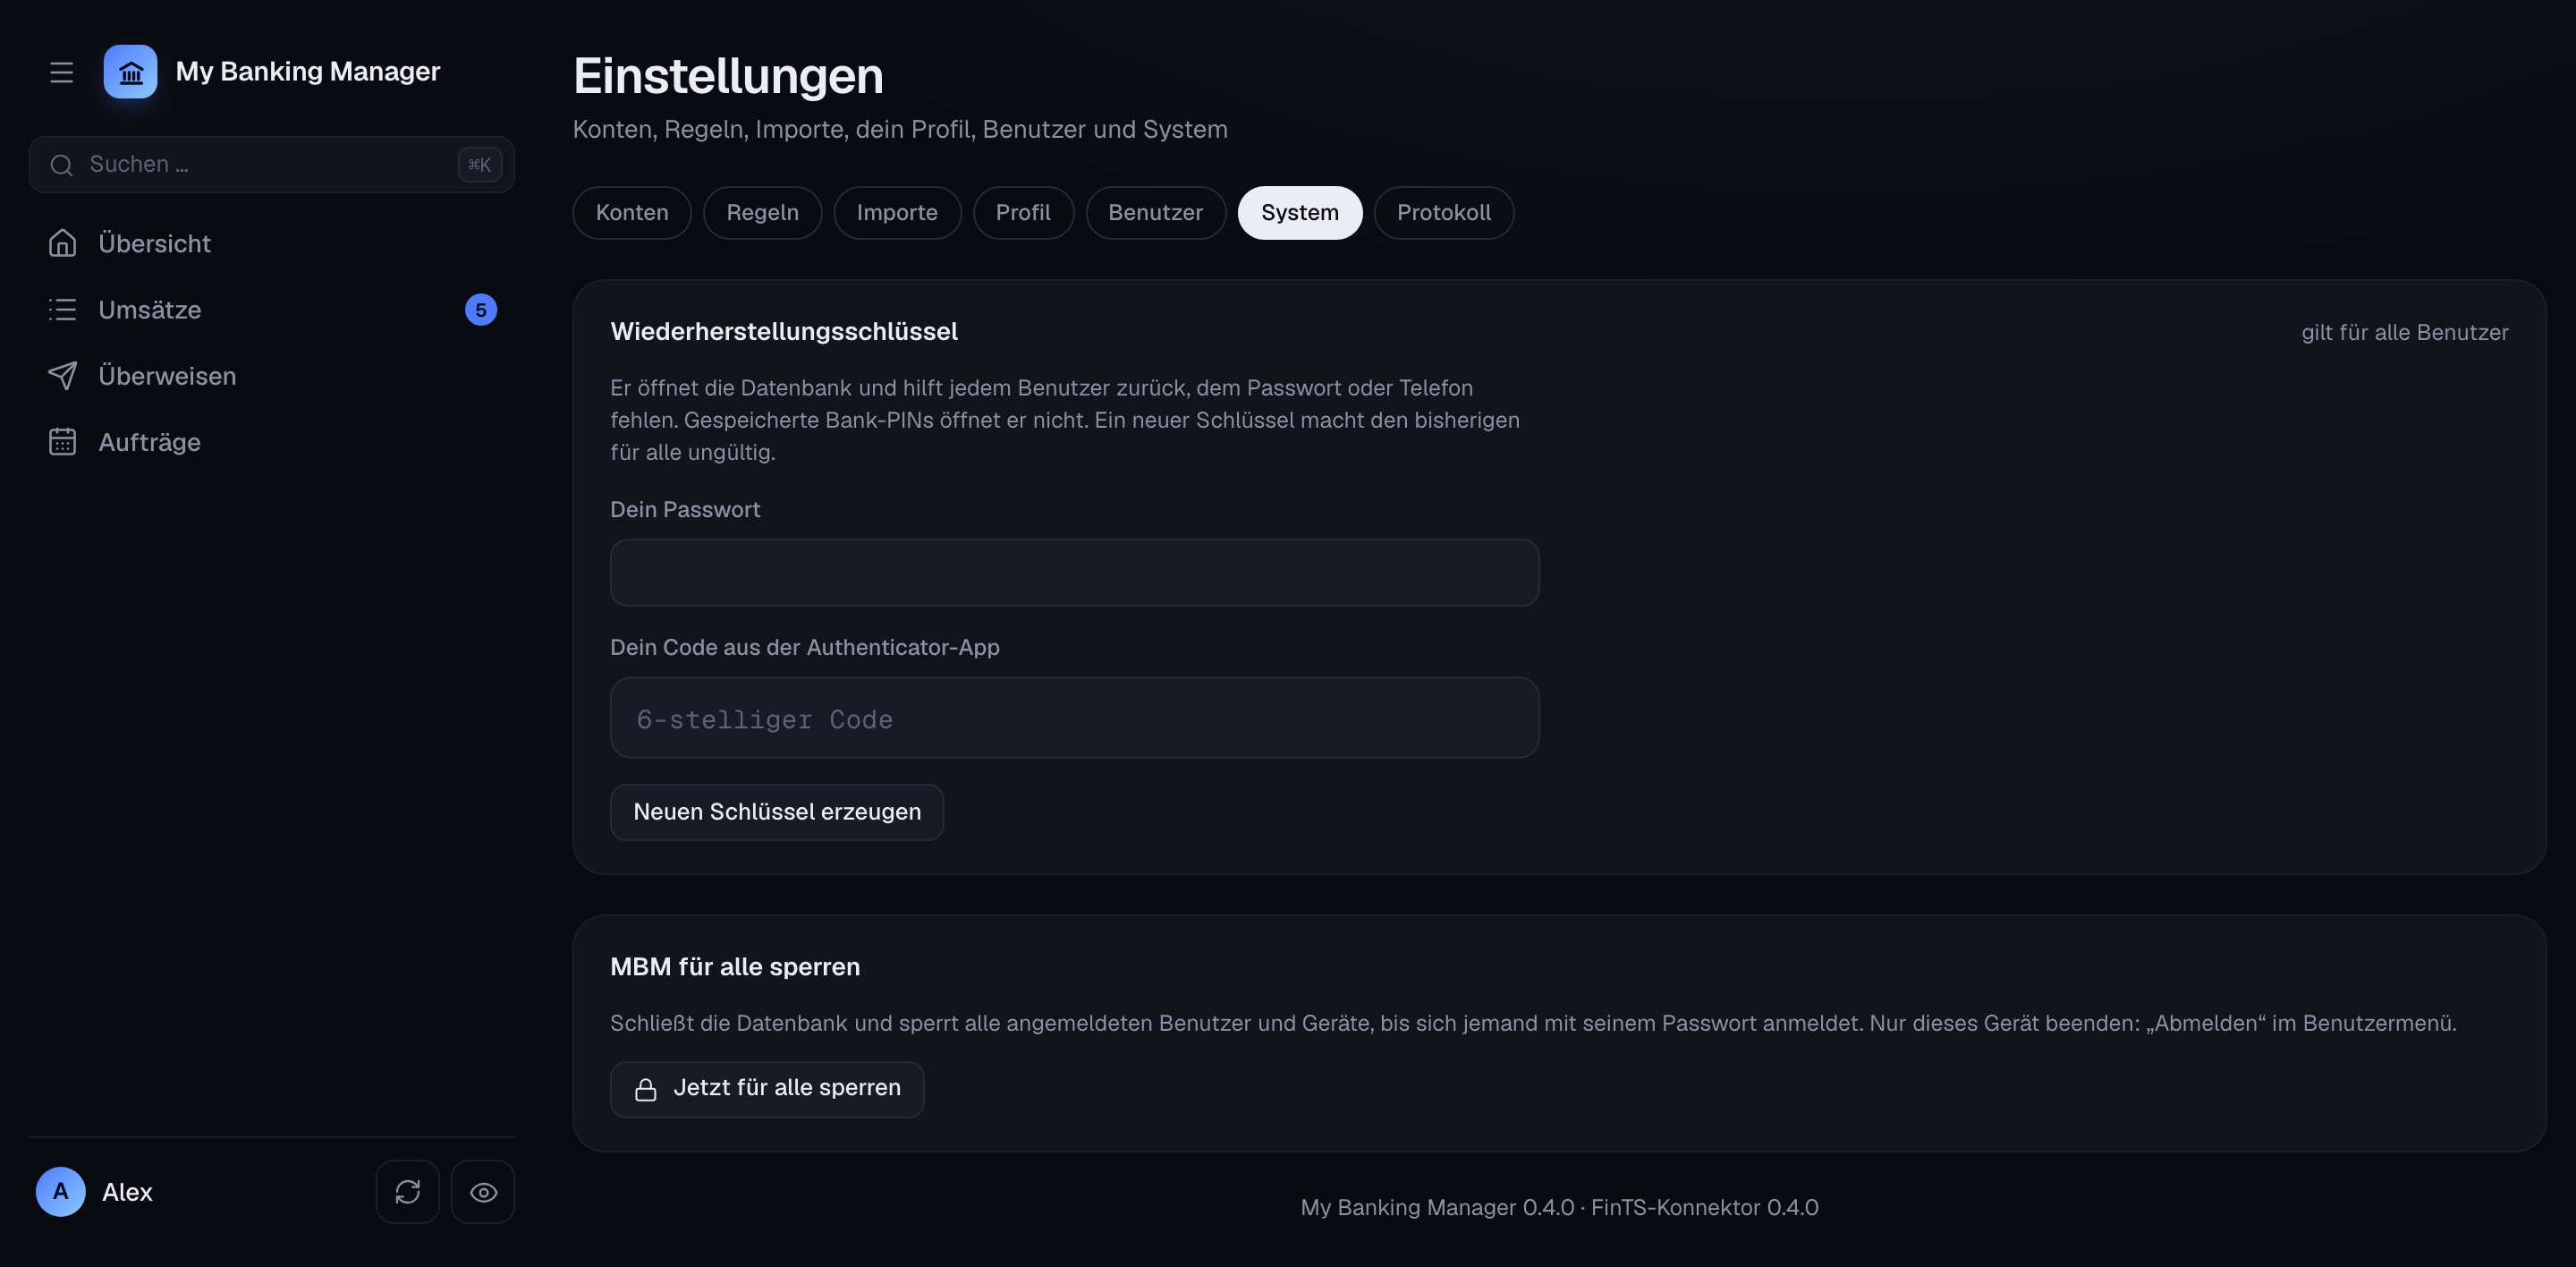 My Banking Manager
Suchen …
⌘K
Übersicht
Umsätze
5
Überweisen
Aufträge
A
Alex
Einstellungen
Konten, Regeln, Importe, dein Profil, Benutzer und System
Konten
Regeln
Importe
Profil
Benutzer
System
Protokoll
Wiederherstellungsschlüssel
gilt für alle Benutzer
Er öffnet die Datenbank und hilft jedem Benutzer zurück, dem Passwort oder Telefon
fehlen. Gespeicherte Bank-PINs öffnet er nicht. Ein neuer Schlüssel macht den bisherigen
für alle ungültig.
Dein Passwort
Dein Code aus der Authenticator-App
6-stelliger Code
Neuen Schlüssel erzeugen
MBM für alle sperren
Schließt die Datenbank und sperrt alle angemeldeten Benutzer und Geräte, bis sich jemand mit seinem Passwort anmeldet. Nur dieses Gerät beenden: „Abmelden“ im Benutzermenü.
Jetzt für alle sperren
My Banking Manager 0.4.0 · FinTS-Konnektor 0.4.0